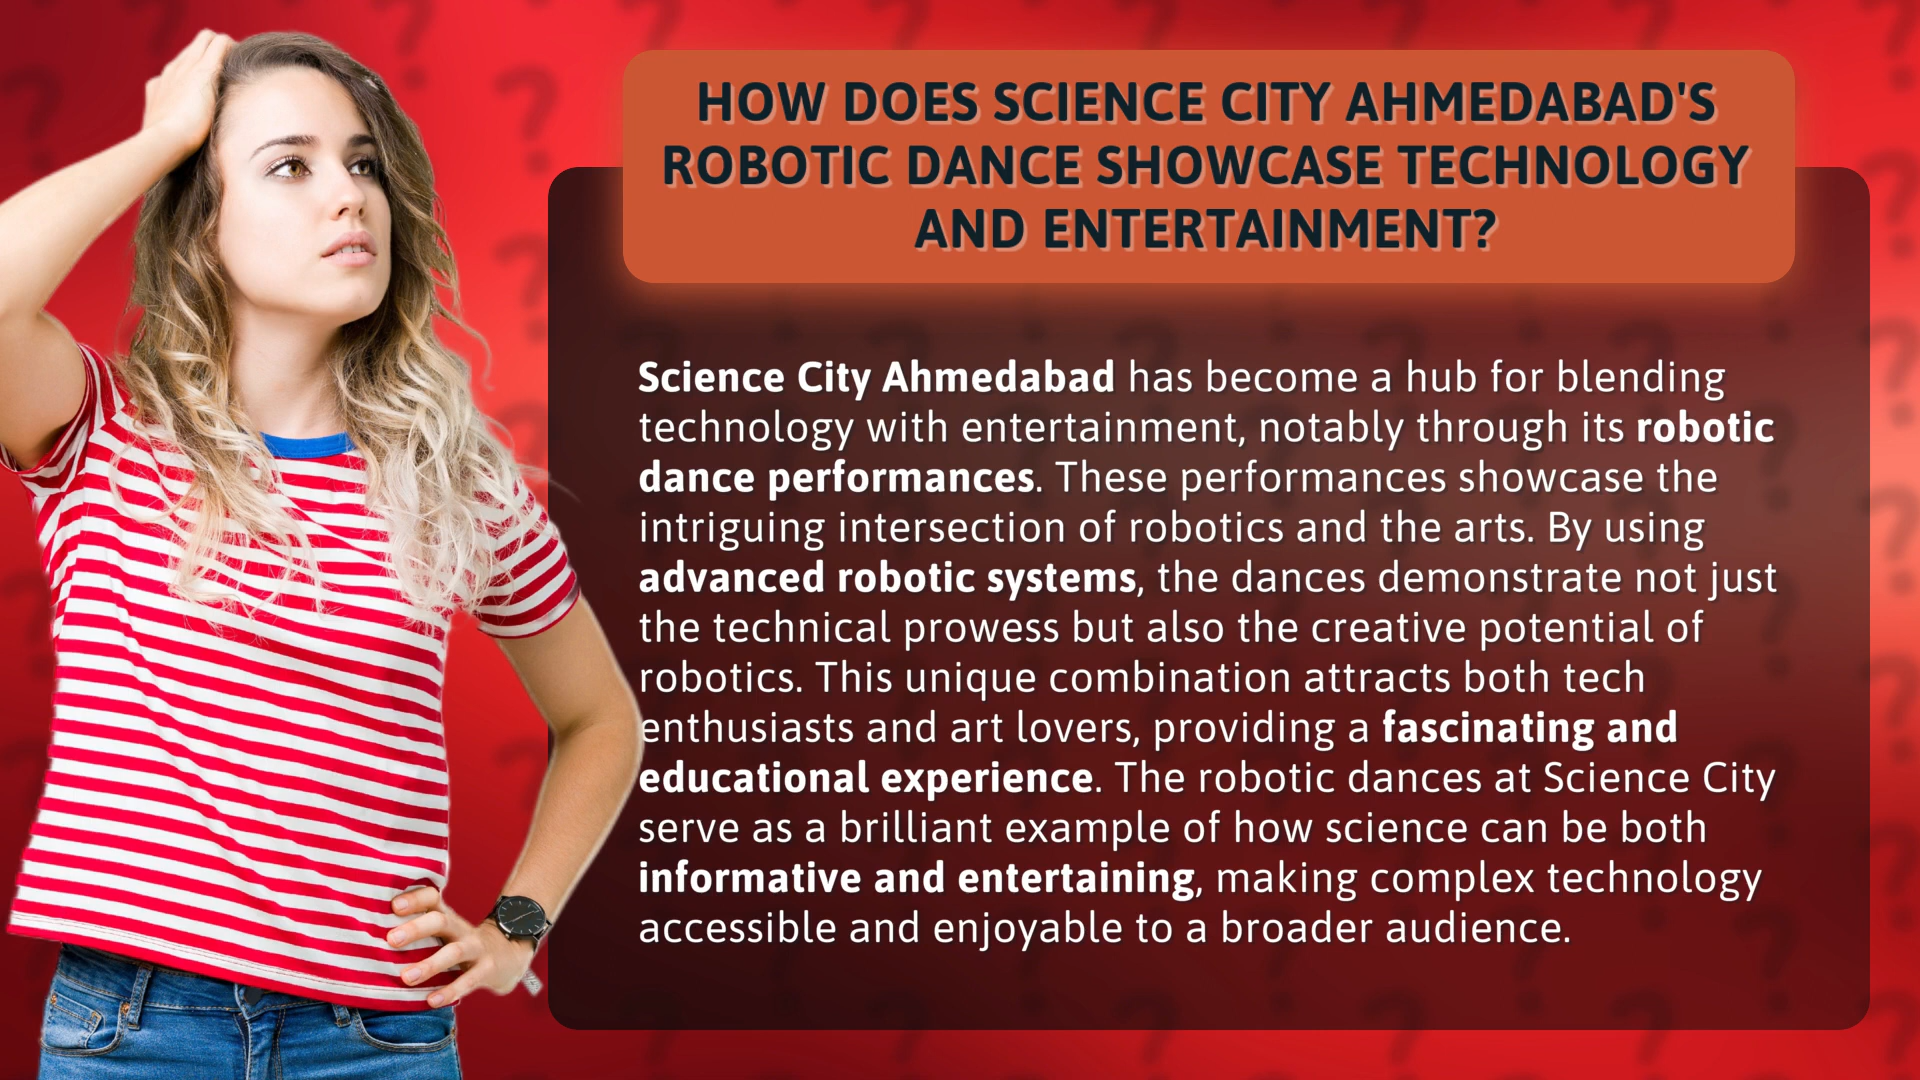 HOW DOES SCIENCE CITY AHMEDABAD'S
ROBOTIC DANCE SHOWCASE TECHNOLOGY
AND ENTERTAINMENT?
Science City Ahmedabad has become a hub for blending
technology with entertainment, notably through its robotic
dance performances. These performances showcase the
intriguing intersection of robotics and the arts. By using
advanced robotic systems, the dances demonstrate not just
the technical prowess but also the creative potential of
robotics. This unique combination attracts both tech
enthusiasts and art lovers, providing a fascinating and
educational experience. The robotic dances at Science City
serve as a brilliant example of how science can be both
informative and entertaining, making complex technology
accessible and enjoyable to a broader audience.